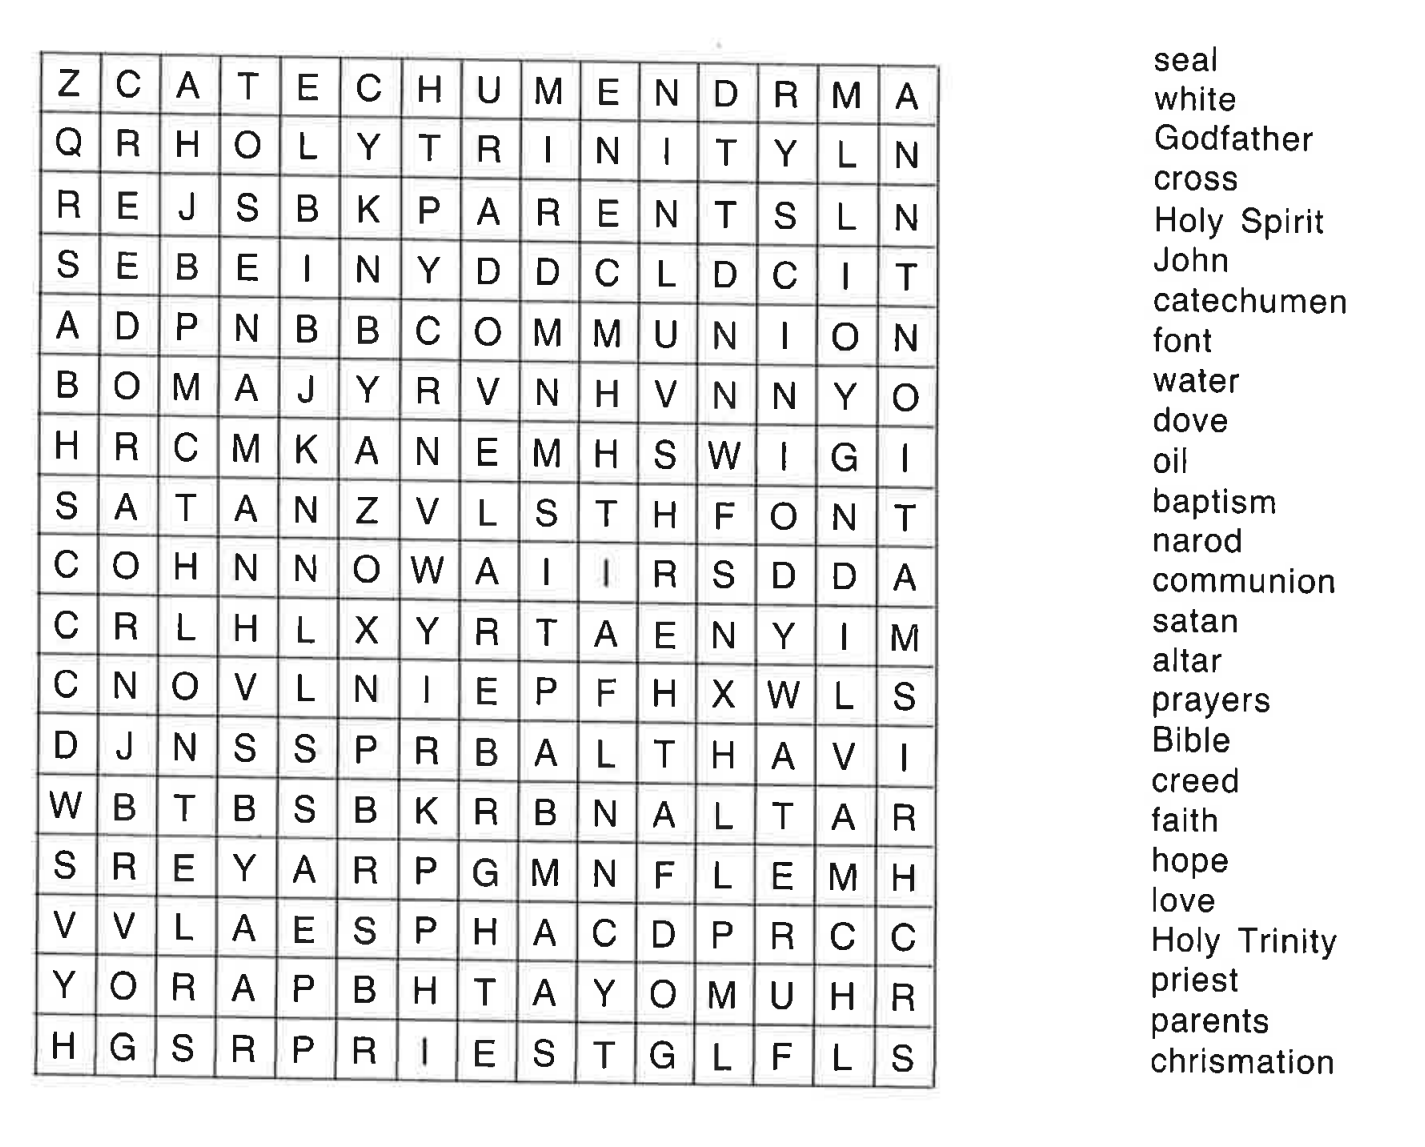 Z C A T E C H U M E N D R M A
Q R H O L Y T R I N I T Y L N
R E J S B K P A R E N T S L N
S E B E I N Y D D C L D C I T
A D P N B B C O M M U N I O N
B O M A J Y R V N H V N N Y O
H R C M K A N E M H S W I G I
S A T A N Z V L S T H F O N T
C O H N N O W A I I R S D D A
C R L H L X Y R T A E N Y I M
C N O V L N I E P F H X W L S
D J N S S P R B A L T H A V I
W B T B S B K R B N A L T A R
S R E Y A R P G M N F L E M H
V V L A E S P H A C D P R C C
Y O R A P B H T A Y O M U H R
H G S R P R I E S T G L F L S
seal
white
Godfather
cross
Holy Spirit
John
catechumen
font
water
dove
oil
baptism
narod
communion
satan
altar
prayers
Bible
creed
faith
hope
love
Holy Trinity
priest
parents
chrismation